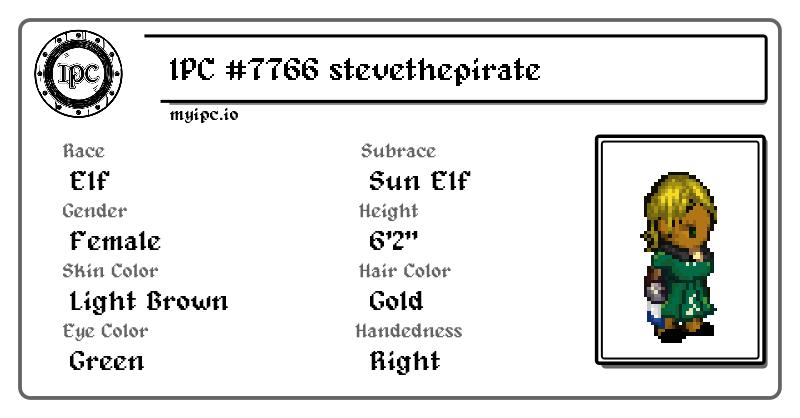 IPC
IPC #7766 stevethepirate
myipc.io
Race
Elf
Subrace
Sun Elf
Gender
Female
Height
6'2"
Skin Color
Light Brown
Hair Color
Gold
Eye Color
Green
Handedness
Right